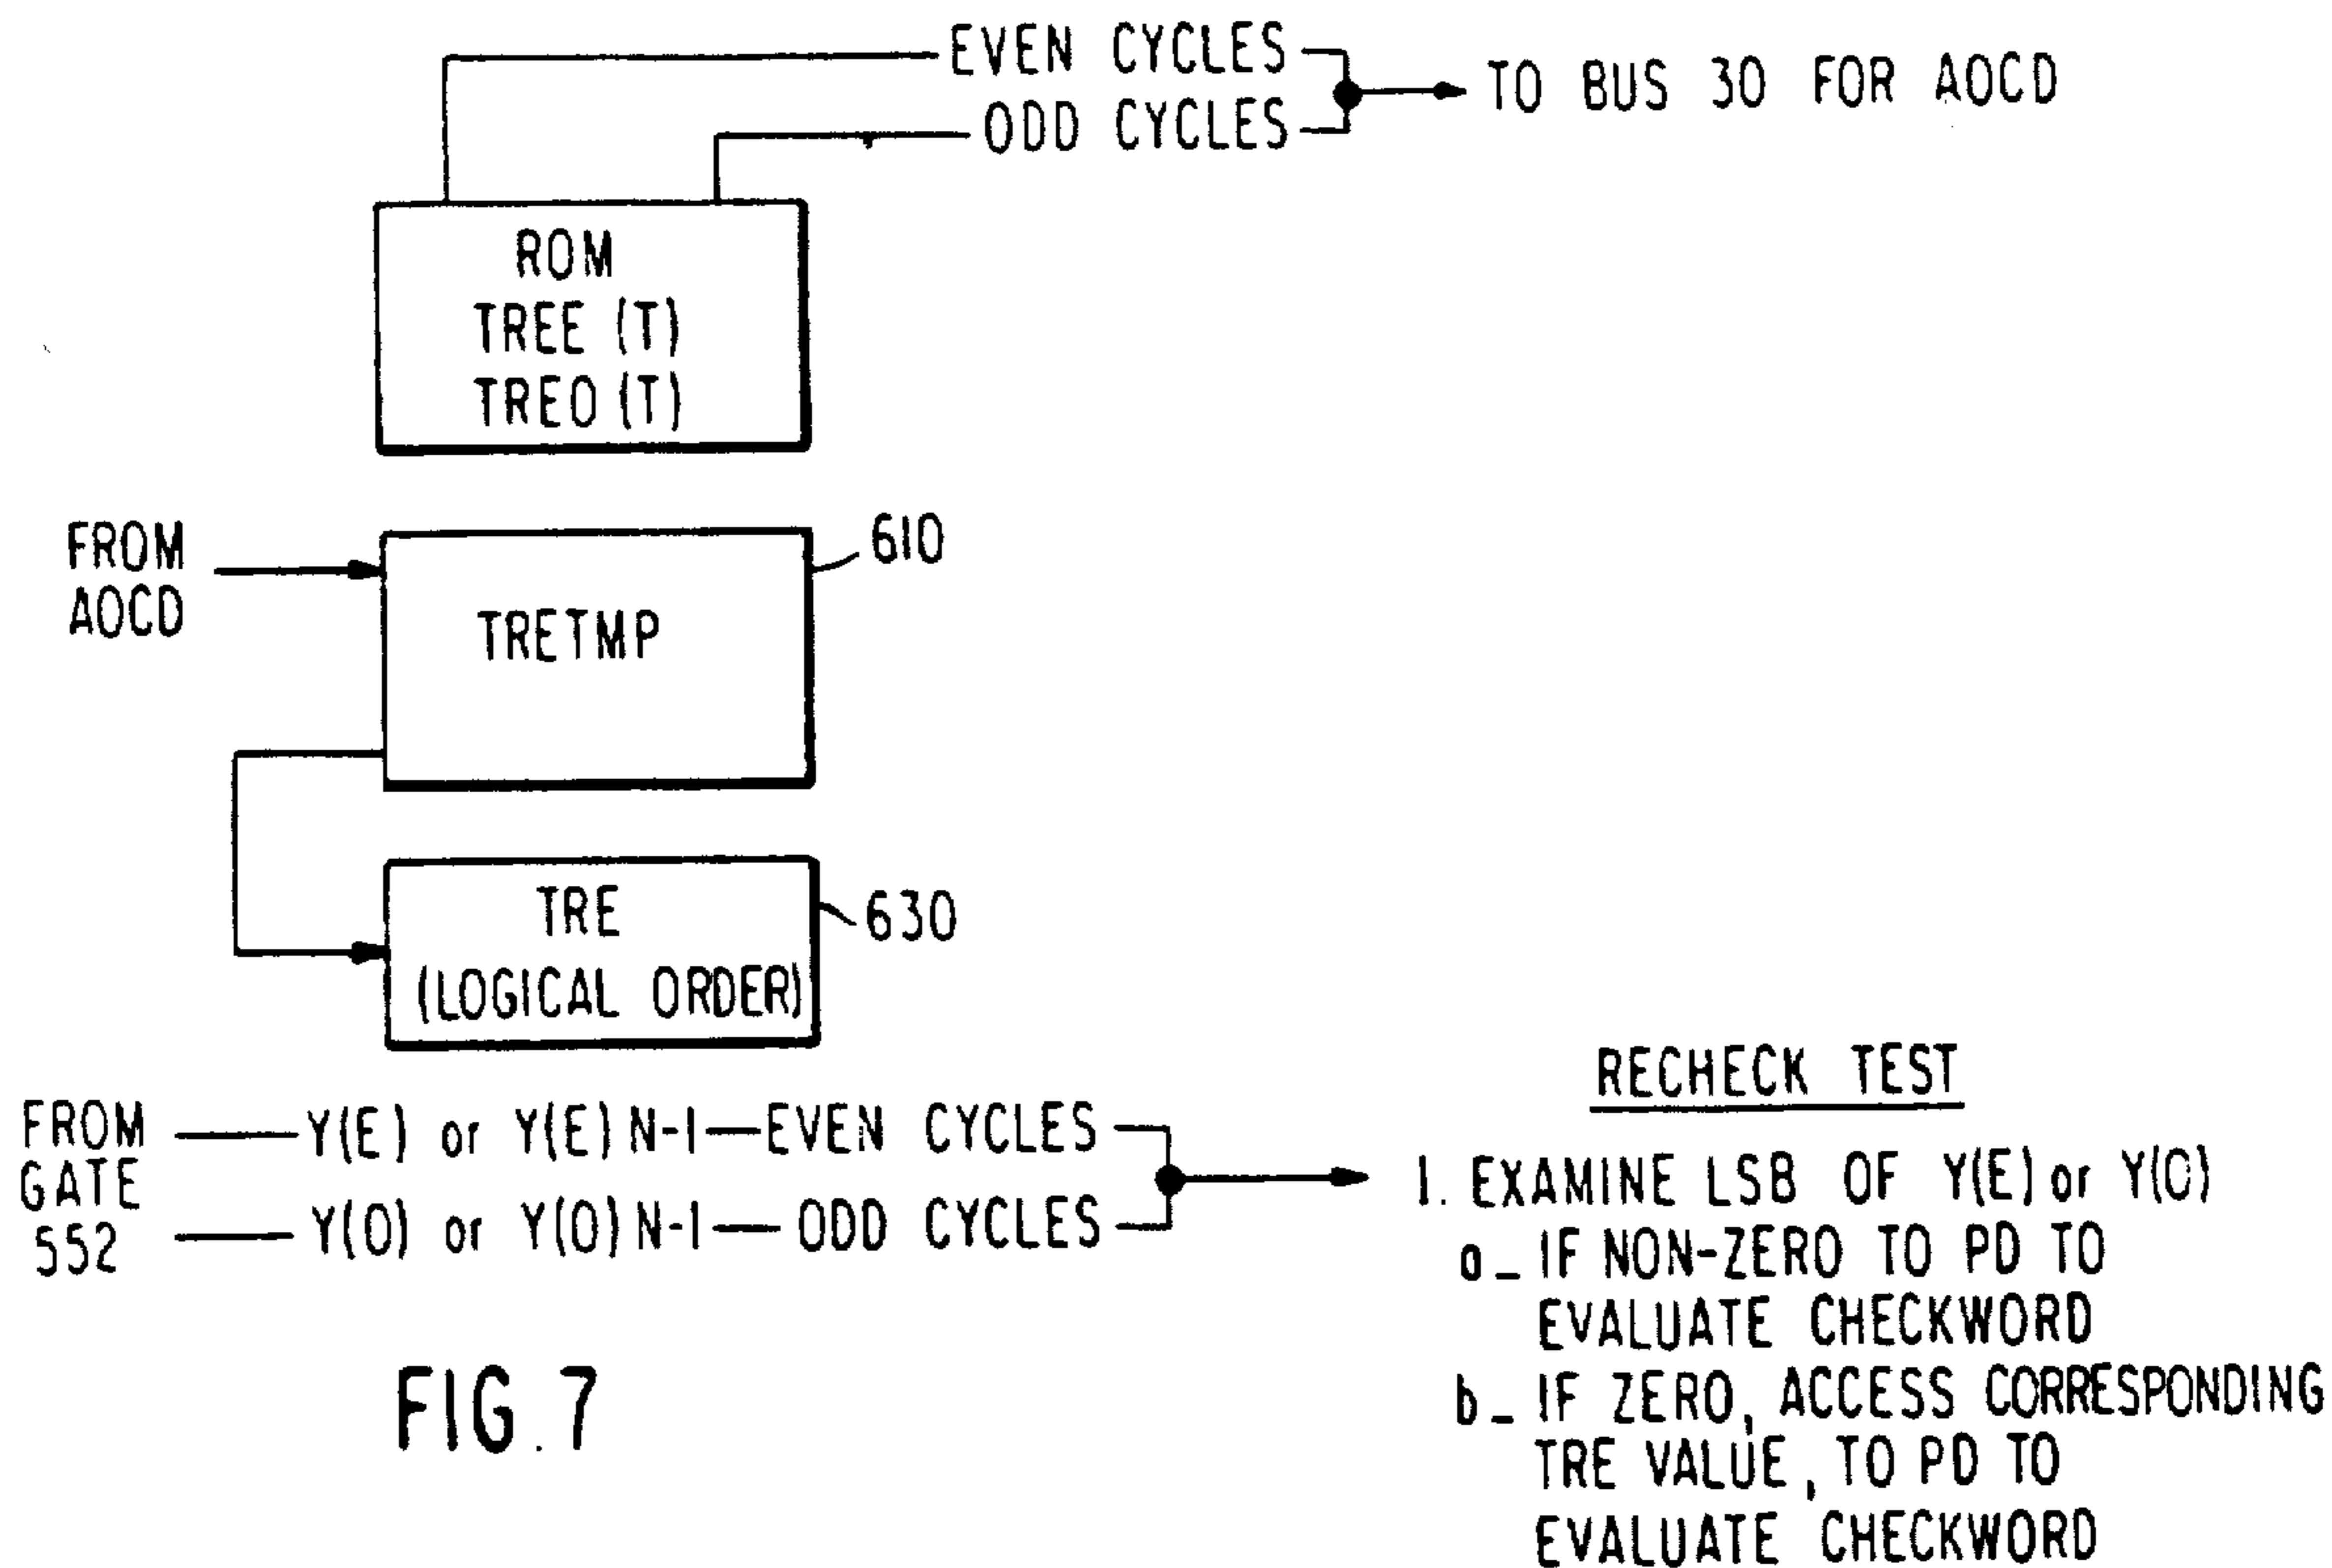 EVEN CYCLES
ODD CYCLES
TO BUS 30 FOR AOCD
ROM
TREE (T)
TREO (T)
FROM
AOCD
610
TRETMP
TRE
(LOGICAL ORDER)
630
FROM
GATE
552
Y(E) or Y(E) N-1 — EVEN CYCLES
Y(O) or Y(O) N-1 — ODD CYCLES
RECHECK TEST
1. EXAMINE LSB OF Y(E) or Y(O)
a – IF NON-ZERO TO PD TO
EVALUATE CHECKWORD
b – IF ZERO, ACCESS CORRESPONDING
TRE VALUE, TO PD TO
EVALUATE CHECKWORD
FIG. 7